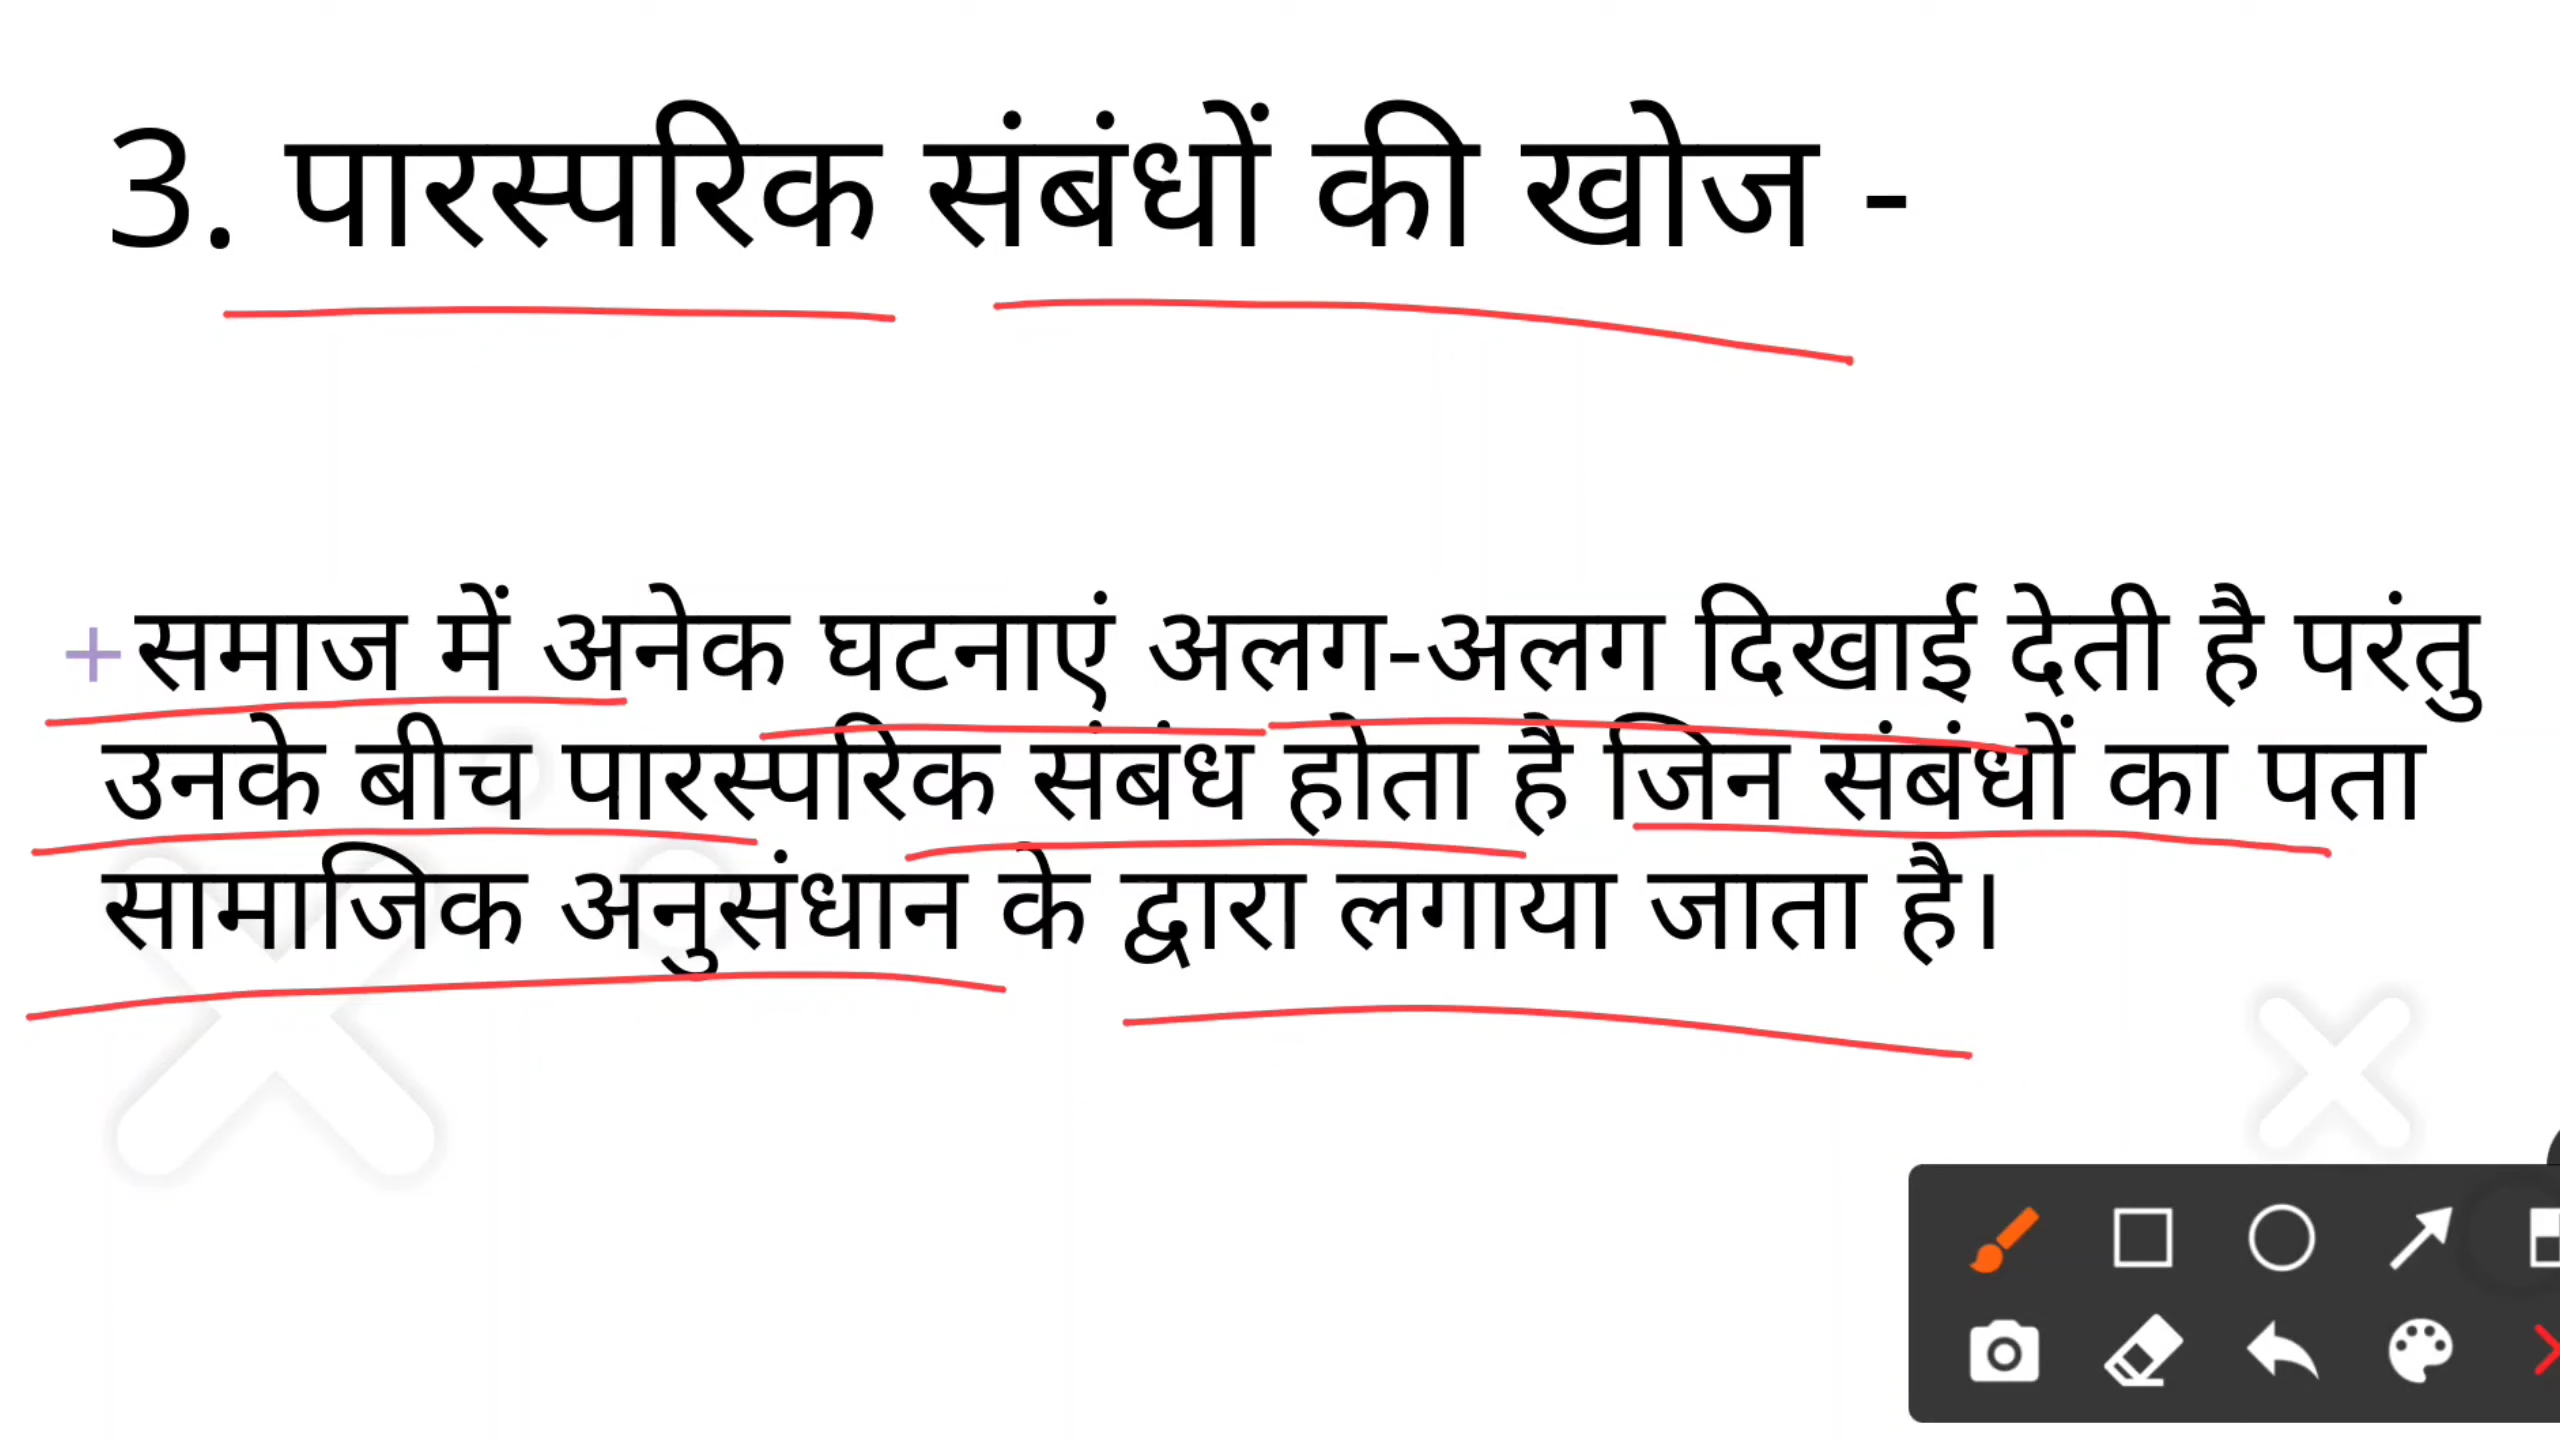 3. पारस्परिक संबंधों की खोज -
+समाज में अनेक घटनाएं अलग-अलग दिखाई देती है परंतु
उनके बीच पारस्परिक संबंध होता है जिन संबंधों का पता
सामाजिक अनुसंधान के द्वारा लगाया जाता है।